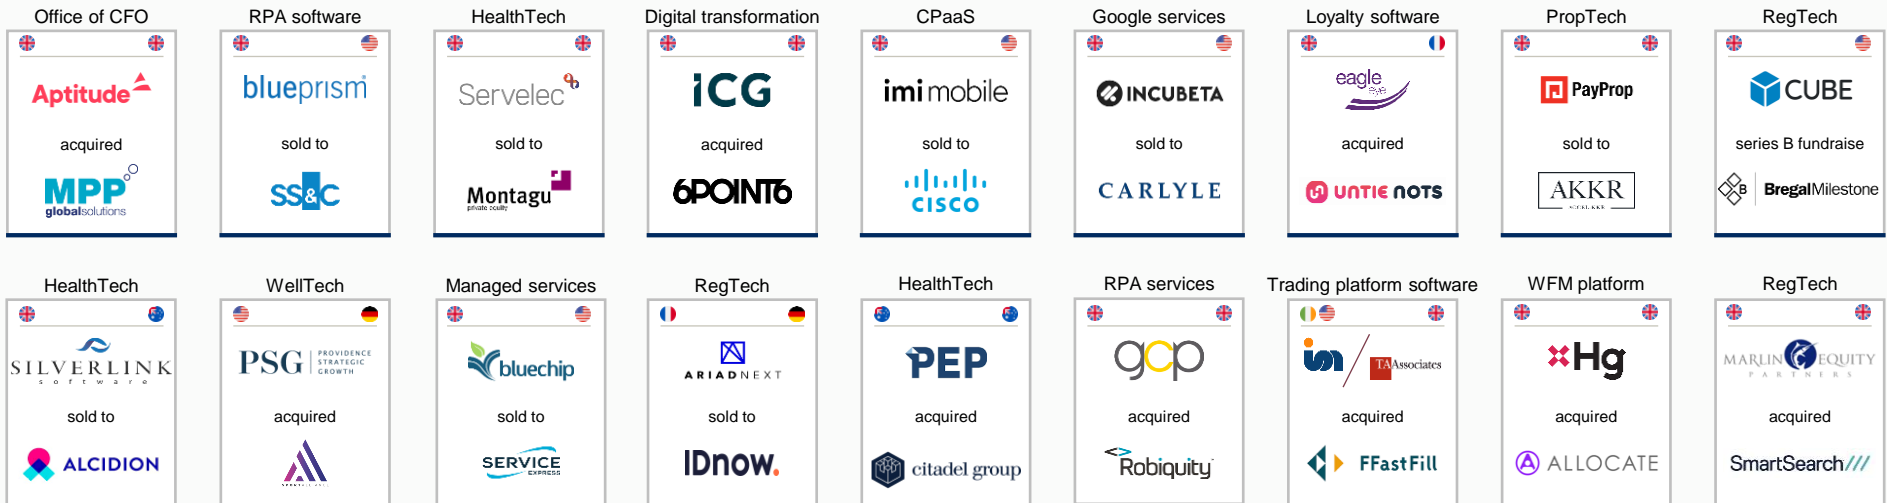 Office of CFO
Aptitude
acquired
MPP
globalsolutions
RPA software
blueprism
sold to
SS&C
HealthTech
Servelec
sold to
Montagu
private equity
Digital transformation
iCG
acquired
6POINT6
CPaaS
imimobile
sold to
CISCO
Google services
INCUBETA
sold to
CARLYLE
Loyalty software
eagle
eye
acquired
UNTIE NOTS
PropTech
PayProp
sold to
AKKR
RegTech
CUBE
series B fundraise
B BregalMilestone
HealthTech
SILVERLINK
software
sold to
ALCIDION
WellTech
PSG PROVIDENCE
STRATEGIC
GROWTH
acquired
Managed services
bluechip
sold to
SERVICE
EXPRESS
RegTech
ARIADNEXT
sold to
IDnow.
HealthTech
PEP
acquired
citadel group
RPA services
gcp
acquired
Robiquity
Trading platform software
ion / TA Associates
acquired
FFastFill
WFM platform
Hg
acquired
ALLOCATE
RegTech
MARLIN EQUITY
PARTNERS
acquired
SmartSearch